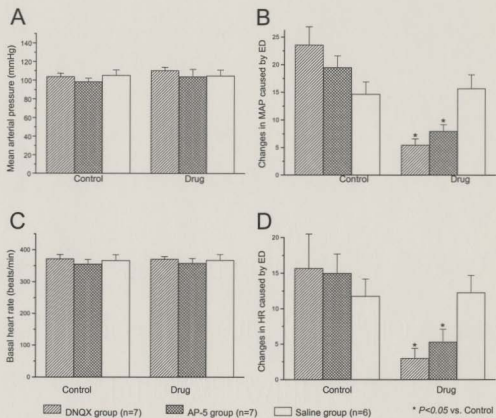 A
Mean arterial pressure (mmHg)
140
120
100
80
60
40
20
0
Control
Drug
B
Changes in MAP caused by ED
25
20
15
10
5
0
*
*
Control
Drug
C
Basal heart rate (beats/min)
400
300
200
100
0
Control
Drug
D
Changes in HR caused by ED
20
15
10
5
0
*
*
Control
Drug
DNQX group (n=7)
AP-5 group (n=7)
Saline group (n=6)
* P<0.05 vs. Control